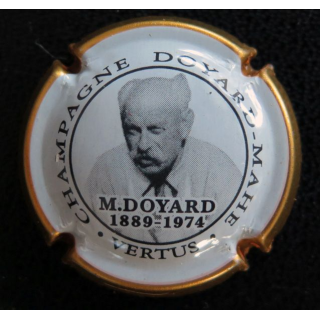 CHAMPAGNE DOYARD-MAHE
M.DOYARD
1889-1974
• VERTUS •